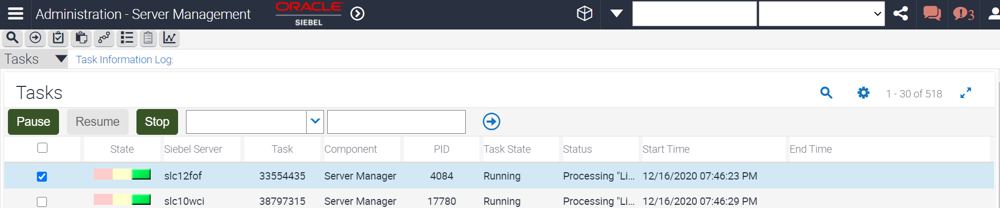 Administration - Server Management
ORACLE
SIEBEL
3
Tasks
Task Information Log:
Tasks
1 - 30 of 518
Pause Resume Stop
State Siebel Server Task Component PID Task State Status Start Time End Time
slc12fof 33554435 Server Manager 4084 Running Processing "Li... 12/16/2020 07:46:23 PM
slc10wci 38797315 Server Manager 17780 Running Processing "Li... 12/16/2020 07:46:29 PM